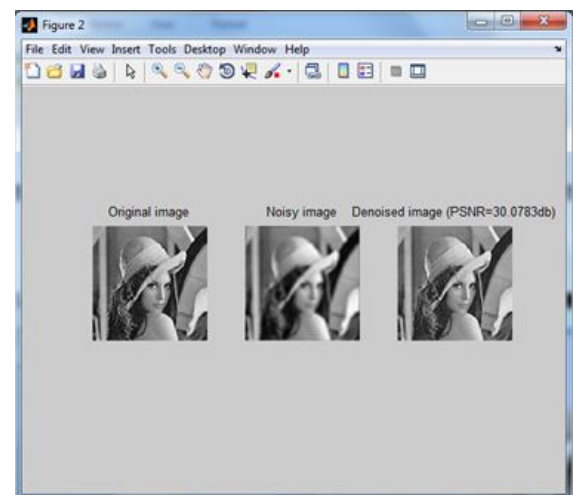 Figure 2
File Edit View Insert Tools Desktop Window Help
Original image
Noisy image
Denoised image (PSNR=30.0783db)